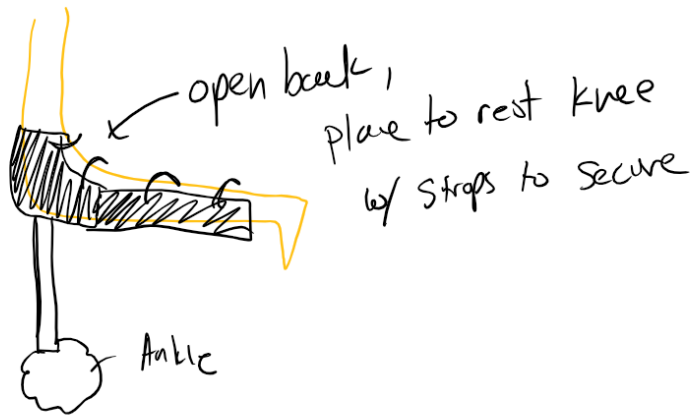 open back,
place to rest knee
w/ straps to secure
Ankle